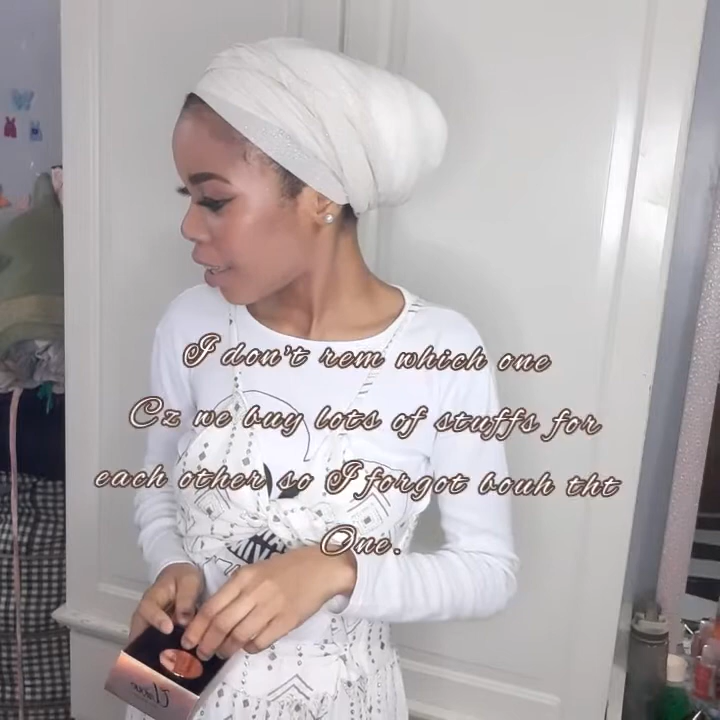 I don't rem which one
Cz we buy lots of stuffs for
each other so I forgot bouh tht
One.